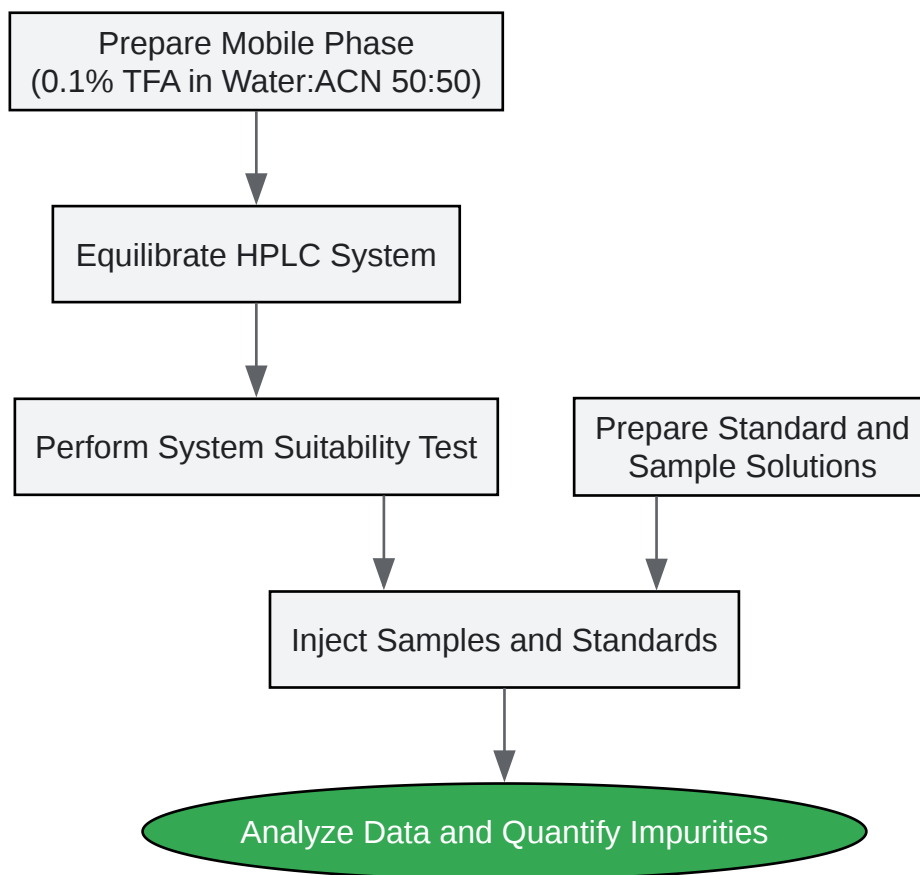 Prepare Mobile Phase
(0.1% TFA in Water:ACN 50:50)
Equilibrate HPLC System
Perform System Suitability Test
Prepare Standard and
Sample Solutions
Inject Samples and Standards
Analyze Data and Quantify Impurities